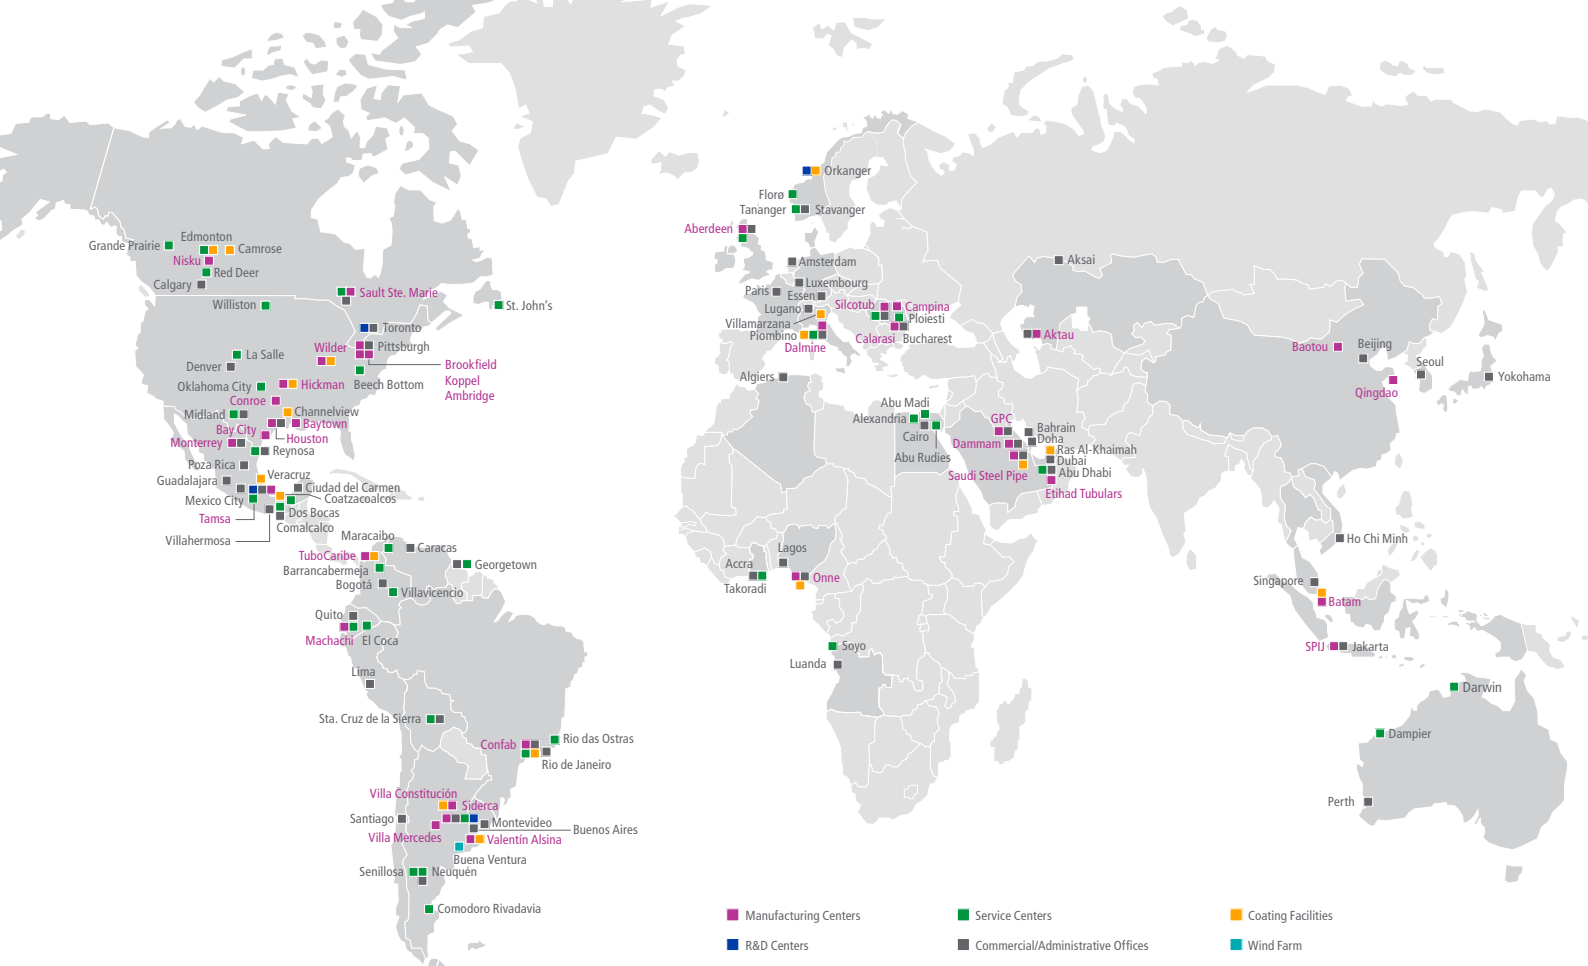 Orkanger
Florø
Tananger
Stavanger
Aberdeen
Edmonton
Grande Prairie
Camrose
Nisku
Red Deer
Calgary
Williston
Sault Ste. Marie
St. John's
Toronto
Wilder
Pittsburgh
La Salle
Denver
Brookfield
Koppel
Ambridge
Oklahoma City
Hickman
Beech Bottom
Conroe
Midland
Channelview
Baytown
Bay City
Houston
Monterrey
Reynosa
Poza Rica
Veracruz
Guadalajara
Ciudad del Carmen
Mexico City
Coatzacoalcos
Tamsa
Dos Bocas
Comalcalco
Villahermosa
Maracaibo
Caracas
TuboCaribe
Barrancabermeja
Georgetown
Bogotá
Villavicencio
Quito
Machachi
El Coca
Lima
Sta. Cruz de la Sierra
Confab
Rio das Ostras
Rio de Janeiro
Villa Constitución
Siderca
Santiago
Montevideo
Buenos Aires
Villa Mercedes
Valentín Alsina
Buena Ventura
Senillosa
Neuquén
Comodoro Rivadavia
Amsterdam
Luxembourg
Paris
Essen
Lugano
Villamarzana
Piombino
Dalmine
Silcotub
Campina
Ploiesti
Calarasi
Bucharest
Algiers
Aksai
Aktau
Abu Madi
Alexandria
Cairo
Abu Rudies
GPC
Bahrain
Dammam
Doha
Ras Al-Khaimah
Dubai
Saudi Steel Pipe
Abu Dhabi
Etihad Tubulars
Lagos
Accra
Takoradi
Onne
Soyo
Luanda
Baotou
Beijing
Seoul
Qingdao
Yokohama
Ho Chi Minh
Singapore
Batam
SPIJ
Jakarta
Darwin
Dampier
Perth
Manufacturing Centers
Service Centers
Coating Facilities
R&D Centers
Commercial/Administrative Offices
Wind Farm